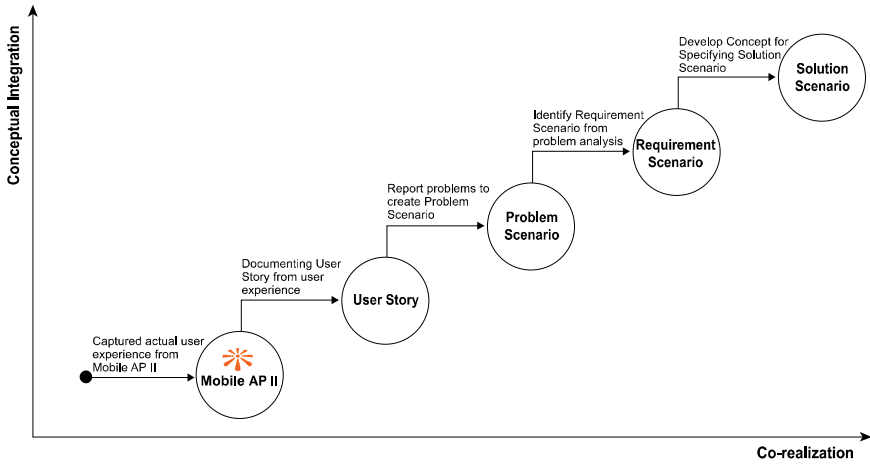 Conceptual Integration
Develop Concept for
Specifying Solution
Scenario
Solution
Scenario
Identify Requirement
Scenario from
problem analysis
Requirement
Scenario
Report problems to
create Problem
Scenario
Problem
Scenario
Documenting User
Story from user
experience
User Story
Captured actual user
experience from
Mobile AP II
Mobile AP II
Co-realization